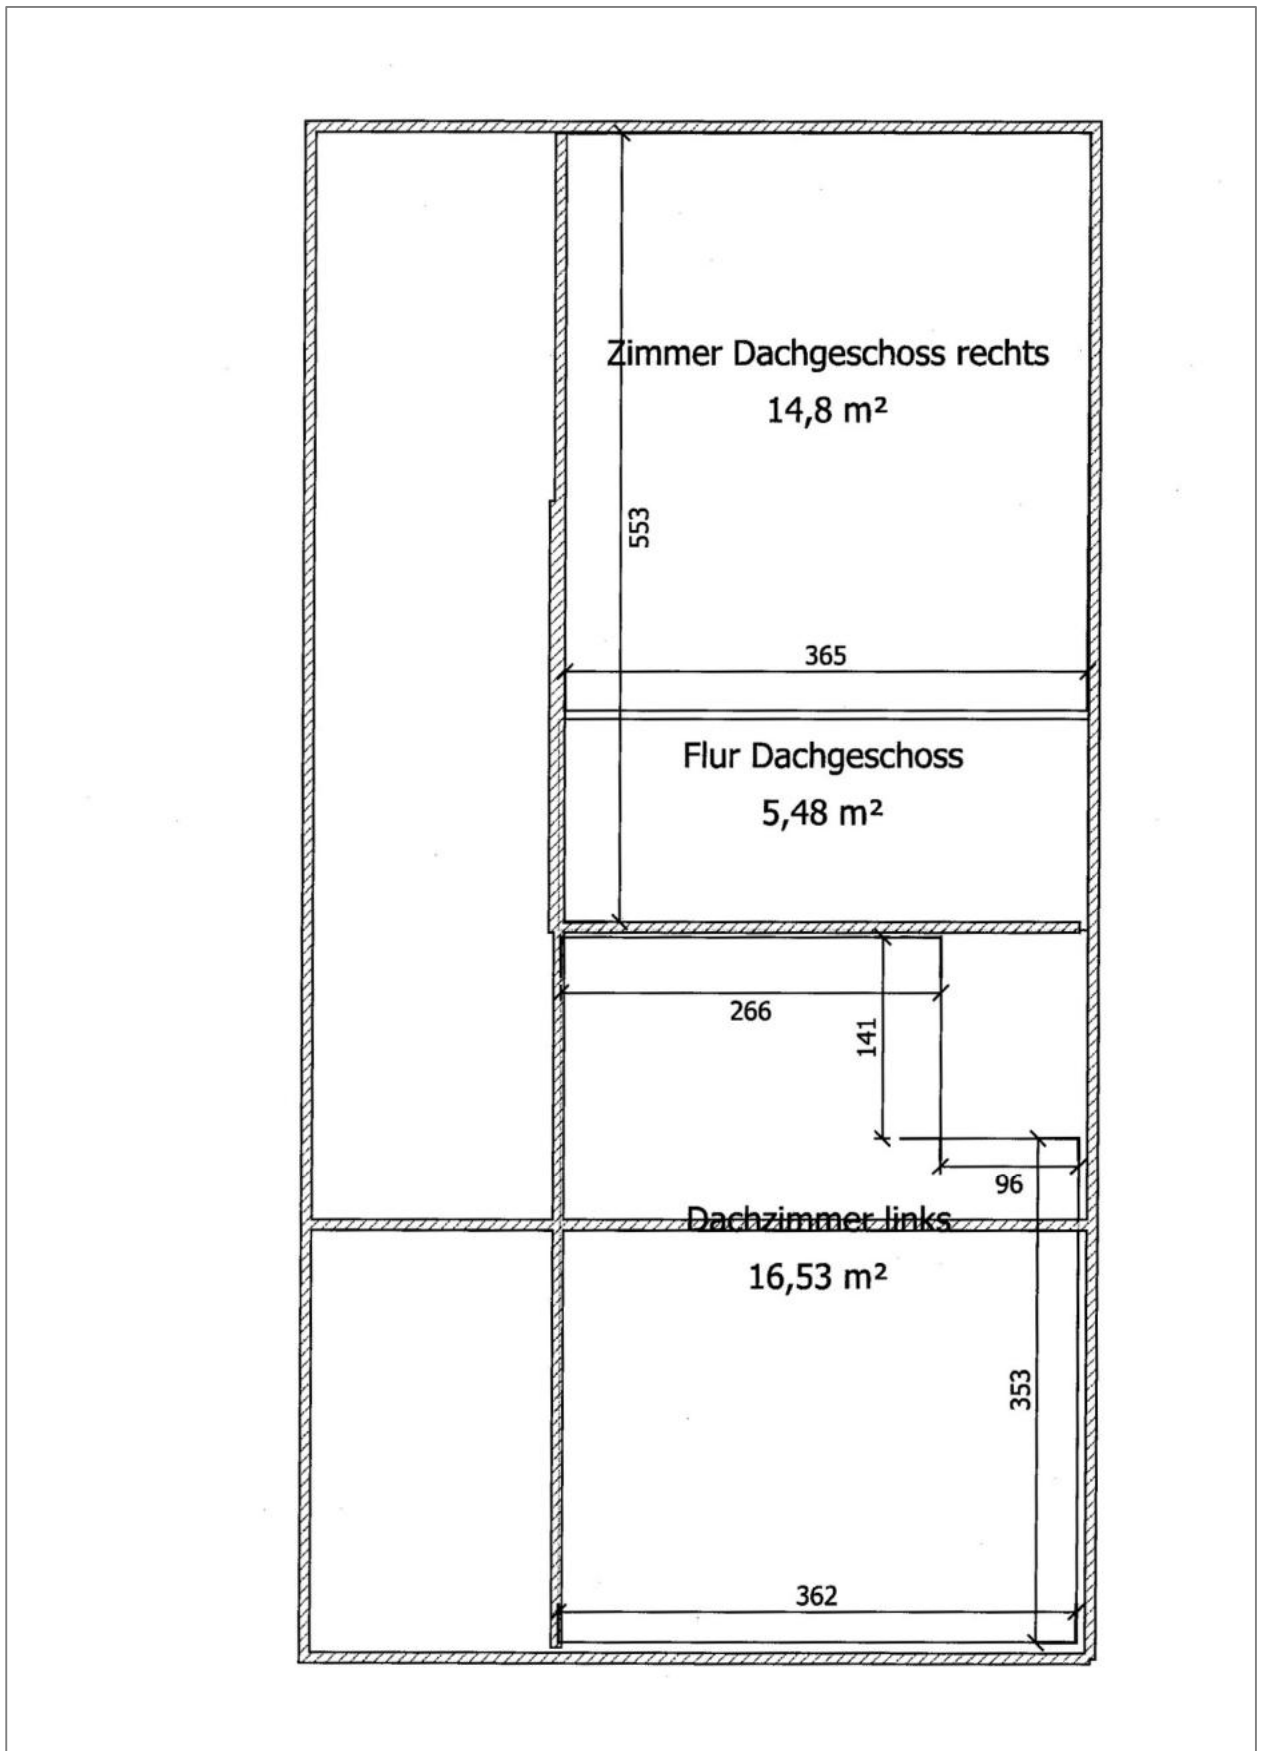 Zimmer Dachgeschoss rechts
14,8 m²
553
365
Flur Dachgeschoss
5,48 m²
266
141
96
Dachzimmer links
16,53 m²
353
362